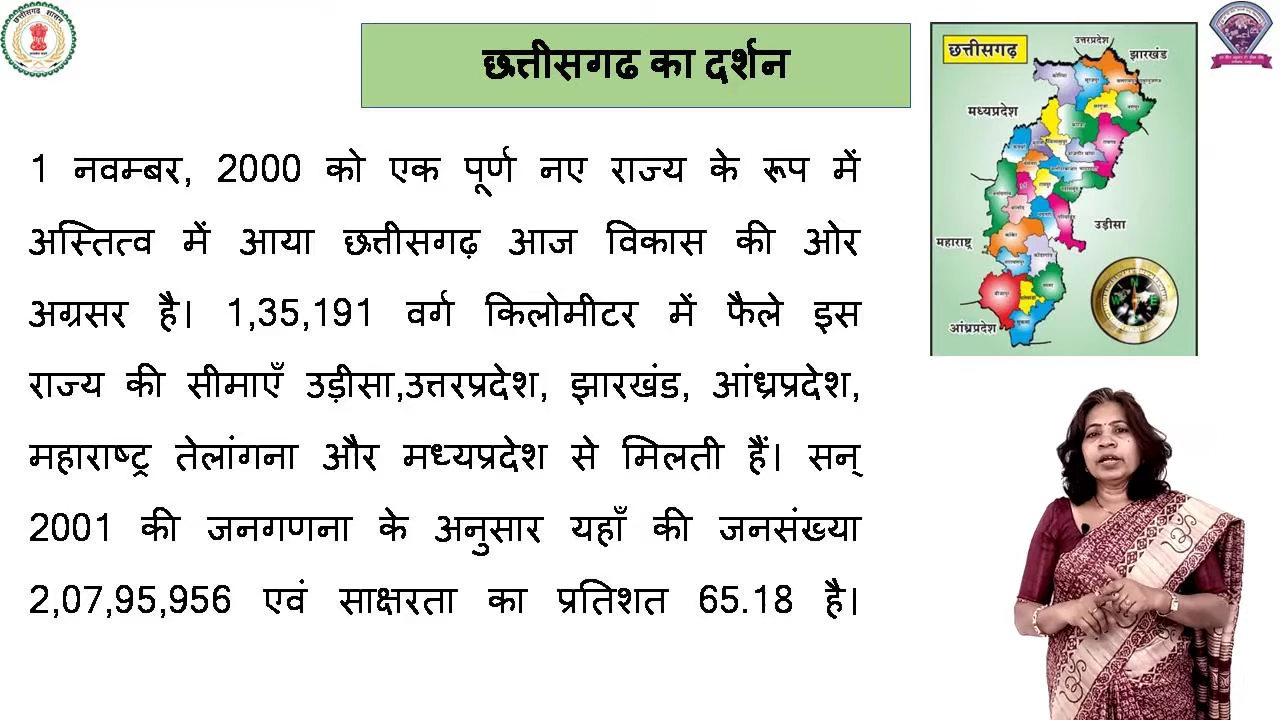 छत्तीसगढ़ शासन
छत्तीसगढ का दर्शन
1 नवम्बर, 2000 को एक पूर्ण नए राज्य के रूप में
अस्तित्व में आया छत्तीसगढ़ आज विकास की ओर
अग्रसर है। 1,35,191 वर्ग किलोमीटर में फैले इस
राज्य की सीमाएँ उड़ीसा,उत्तरप्रदेश, झारखंड, आंध्रप्रदेश,
महाराष्ट्र तेलांगना और मध्यप्रदेश से मिलती हैं। सन्
2001 की जनगणना के अनुसार यहाँ की जनसंख्या
2,07,95,956 एवं साक्षरता का प्रतिशत 65.18 है।
छत्तीसगढ़
उत्तरप्रदेश
झारखंड
मध्यप्रदेश
उड़ीसा
महाराष्ट्र
आंध्रप्रदेश
N
W E